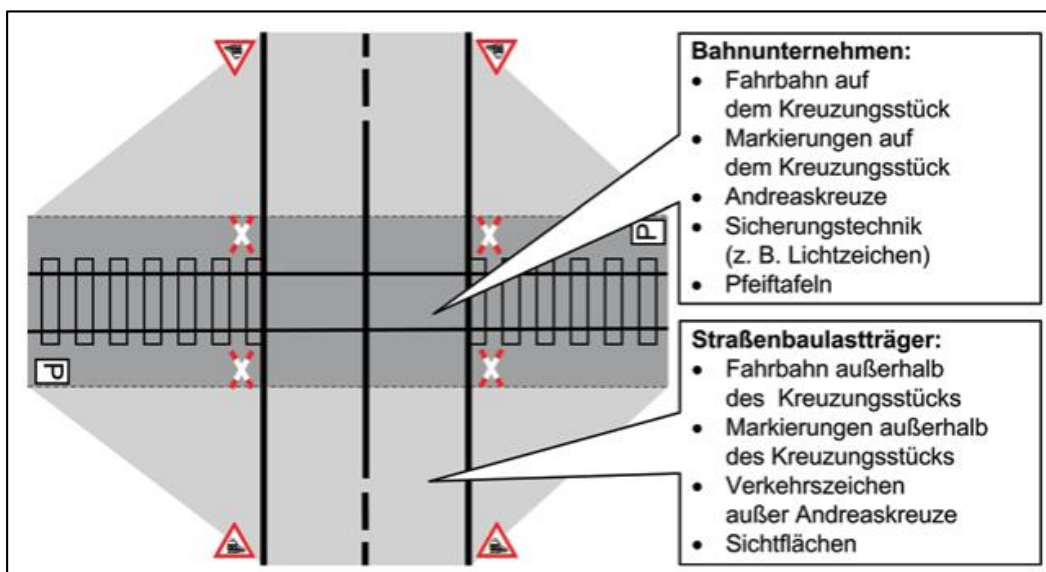 Bahnunternehmen:
• Fahrbahn auf
dem Kreuzungsstück
• Markierungen auf
dem Kreuzungsstück
• Andreaskreuze
• Sicherungstechnik
(z. B. Lichtzeichen)
• Pfeiftafeln
P
P
Straßenbaulastträger:
• Fahrbahn außerhalb
des Kreuzungsstücks
• Markierungen außerhalb
des Kreuzungsstücks
• Verkehrszeichen
außer Andreaskreuze
• Sichtflächen